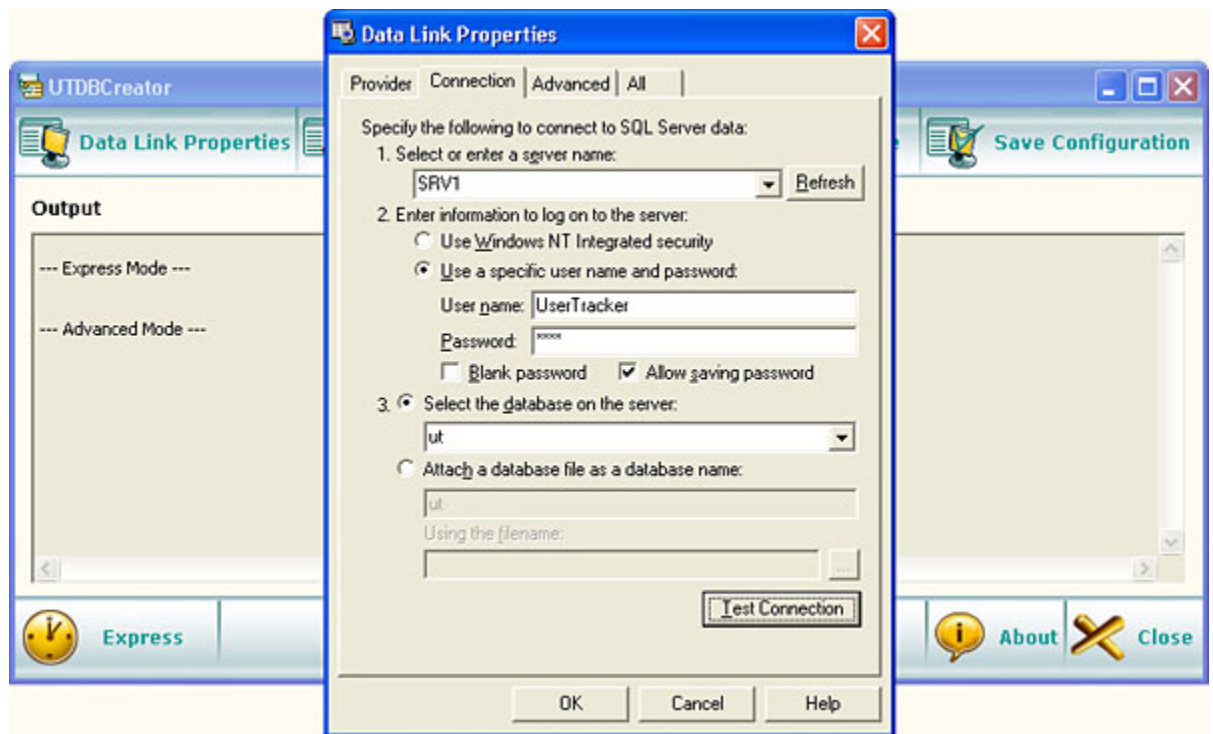 Data Link Properties
UTDBCreator
Provider Connection Advanced All
Data Link Properties
Save Configuration
Specify the following to connect to SQL Server data:
1. Select or enter a server name:
SRV1 Refresh
Output
2. Enter information to log on to the server:
Use Windows NT Integrated security
--- Express Mode ---
Use a specific user name and password:
User name: UserTracker
--- Advanced Mode ---
Password: ****
Blank password Allow saving password
3. Select the database on the server:
ut
Attach a database file as a database name:
ut
Using the filename:
...
Test Connection
Express
About Close
OK Cancel Help